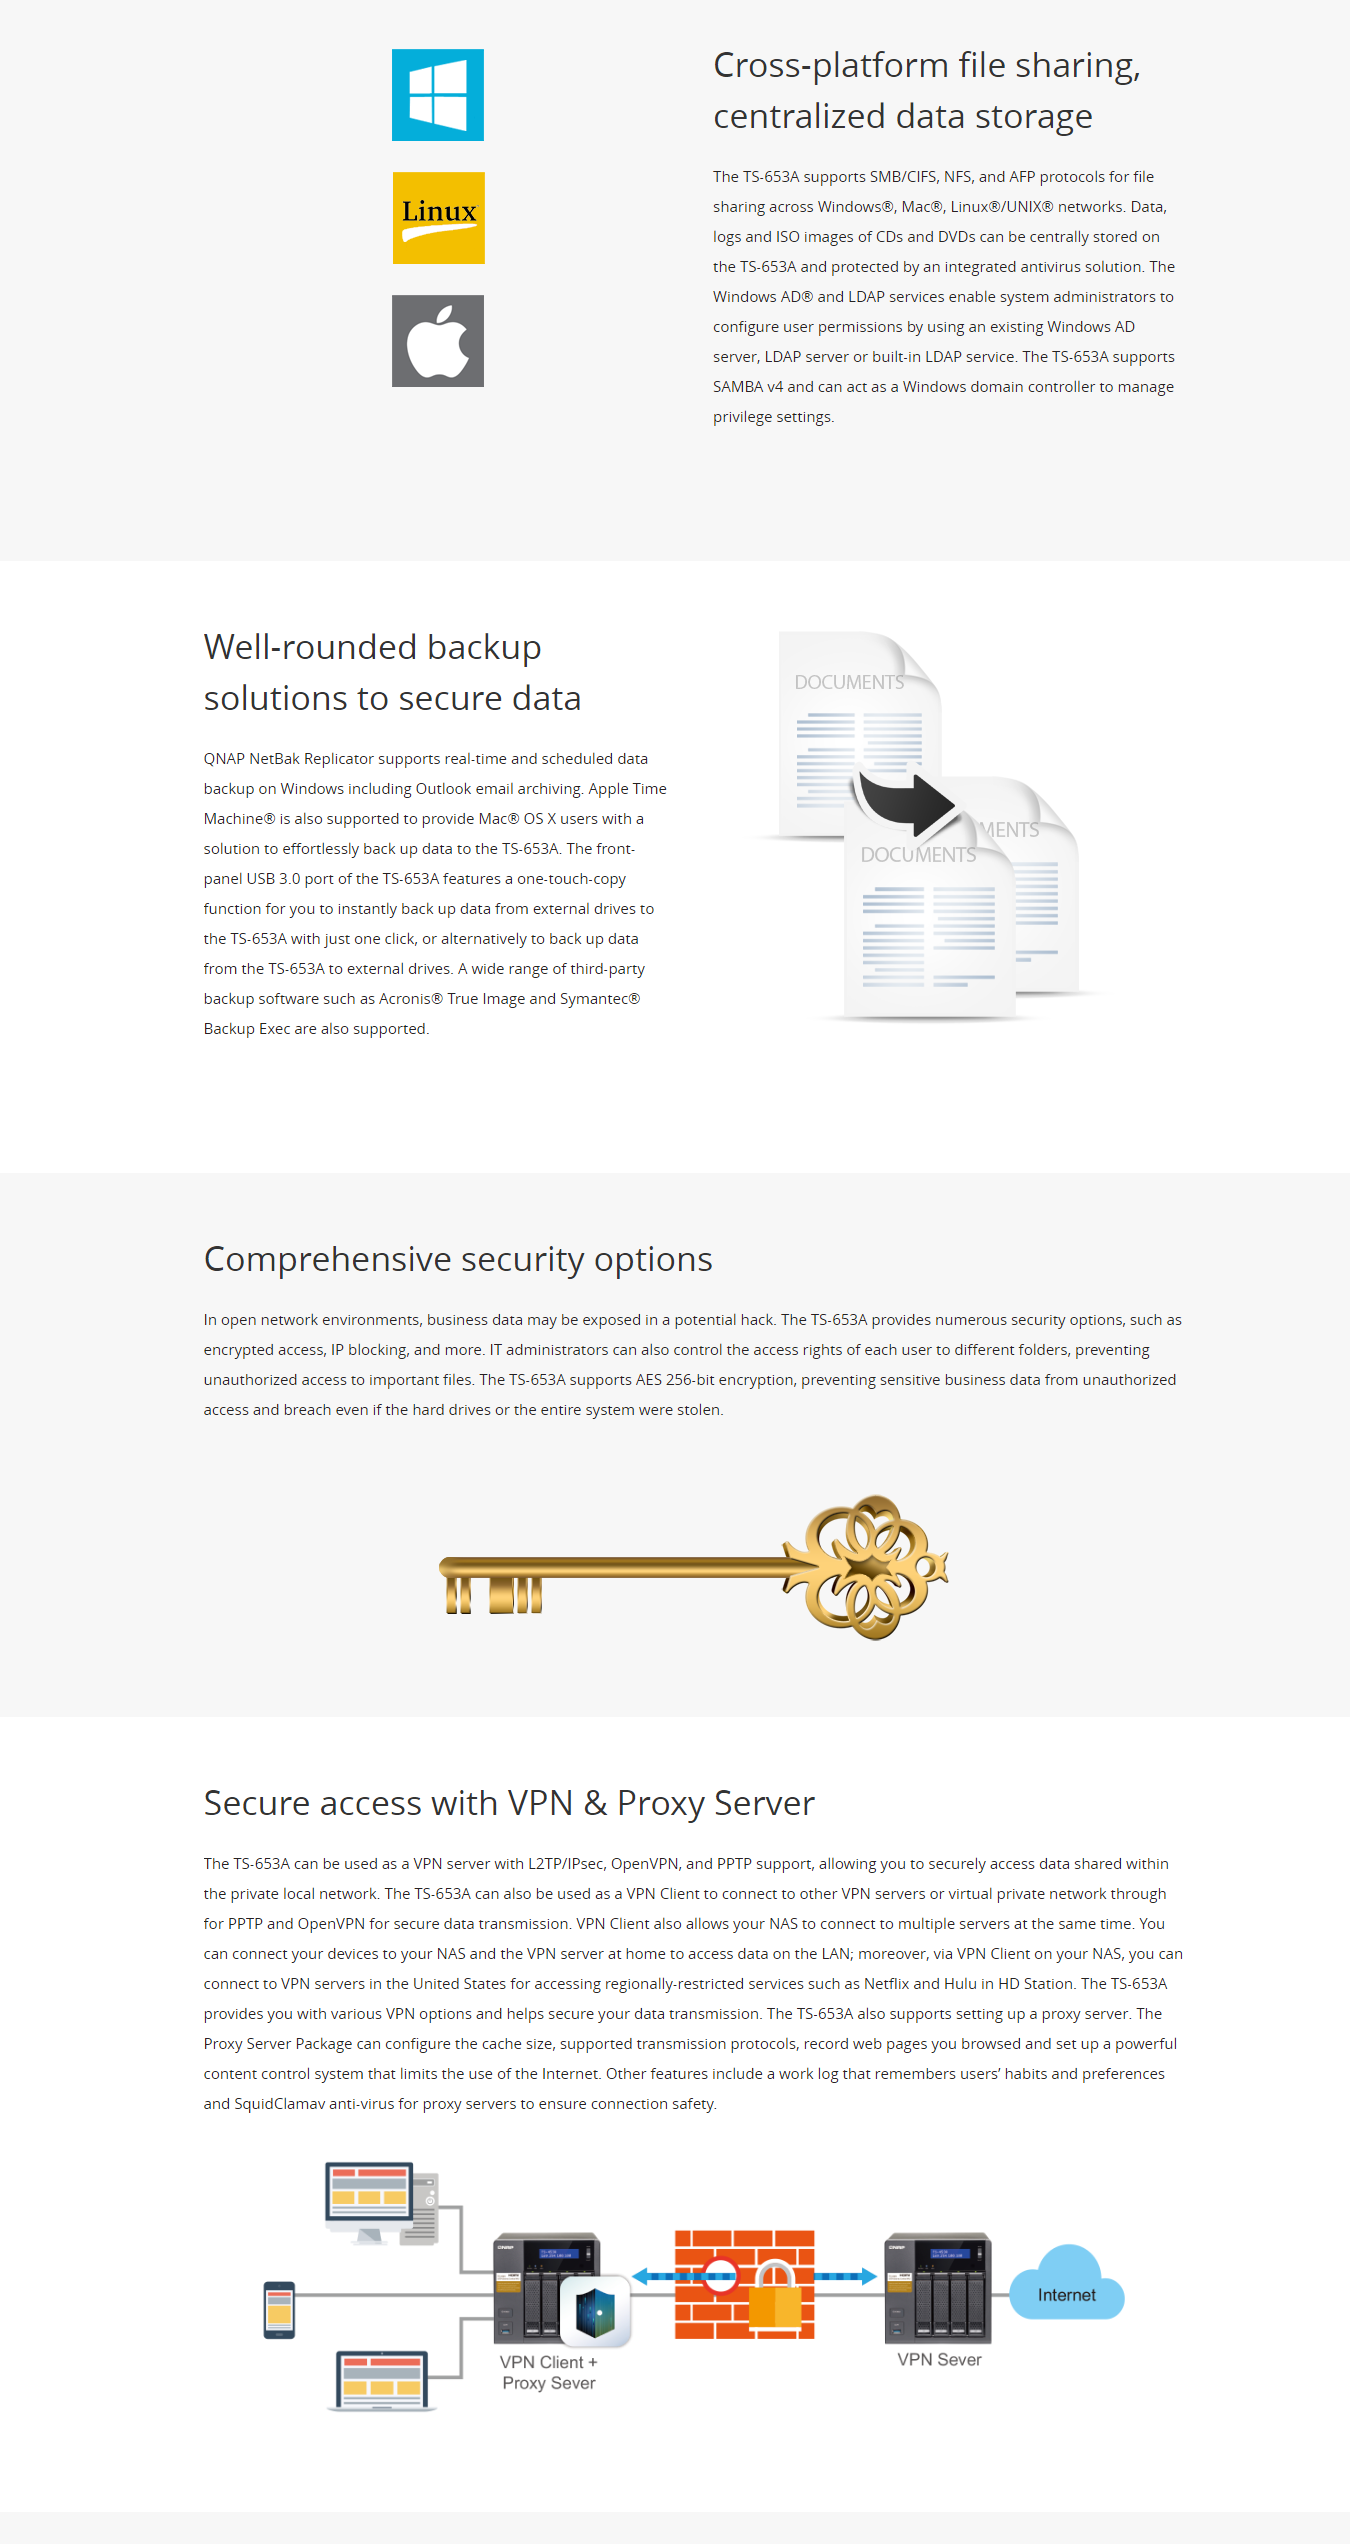 Linux
Cross-platform file sharing,
centralized data storage
The TS-653A supports SMB/CIFS, NFS, and AFP protocols for file
sharing across Windows®, Mac®, Linux®/UNIX® networks. Data,
logs and ISO images of CDs and DVDs can be centrally stored on
the TS-653A and protected by an integrated antivirus solution. The
Windows AD® and LDAP services enable system administrators to
configure user permissions by using an existing Windows AD
server, LDAP server or built-in LDAP service. The TS-653A supports
SAMBA v4 and can act as a Windows domain controller to manage
privilege settings.
Well-rounded backup
solutions to secure data
QNAP NetBak Replicator supports real-time and scheduled data
backup on Windows including Outlook email archiving. Apple Time
Machine® is also supported to provide Mac® OS X users with a
solution to effortlessly back up data to the TS-653A. The front-
panel USB 3.0 port of the TS-653A features a one-touch-copy
function for you to instantly back up data from external drives to
the TS-653A with just one click, or alternatively to back up data
from the TS-653A to external drives. A wide range of third-party
backup software such as Acronis® True Image and Symantec®
Backup Exec are also supported.
DOCUMENTS
MENTS
DOCUMENTS
Comprehensive security options
In open network environments, business data may be exposed in a potential hack. The TS-653A provides numerous security options, such as
encrypted access, IP blocking, and more. IT administrators can also control the access rights of each user to different folders, preventing
unauthorized access to important files. The TS-653A supports AES 256-bit encryption, preventing sensitive business data from unauthorized
access and breach even if the hard drives or the entire system were stolen.
Secure access with VPN & Proxy Server
The TS-653A can be used as a VPN server with L2TP/IPsec, OpenVPN, and PPTP support, allowing you to securely access data shared within
the private local network. The TS-653A can also be used as a VPN Client to connect to other VPN servers or virtual private network through
for PPTP and OpenVPN for secure data transmission. VPN Client also allows your NAS to connect to multiple servers at the same time. You
can connect your devices to your NAS and the VPN server at home to access data on the LAN; moreover, via VPN Client on your NAS, you can
connect to VPN servers in the United States for accessing regionally-restricted services such as Netflix and Hulu in HD Station. The TS-653A
provides you with various VPN options and helps secure your data transmission. The TS-653A also supports setting up a proxy server. The
Proxy Server Package can configure the cache size, supported transmission protocols, record web pages you browsed and set up a powerful
content control system that limits the use of the Internet. Other features include a work log that remembers users’ habits and preferences
and SquidClamav anti-virus for proxy servers to ensure connection safety.
QNAP
QNAP
Internet
VPN Client +
Proxy Sever
VPN Sever